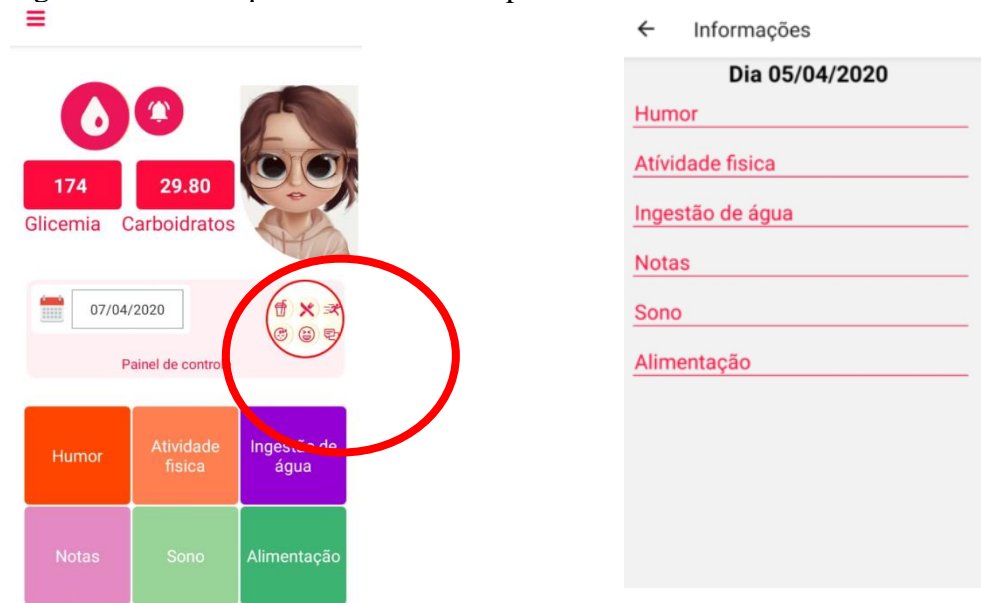 174
29.80
Glicemia
Carboidratos
07/04/2020
Painel de controle
Humor
Atividade
fisica
Ingestão de
água
Notas
Sono
Alimentação
Informações
Dia 05/04/2020
Humor
Atívidade fisica
Ingestão de água
Notas
Sono
Alimentação